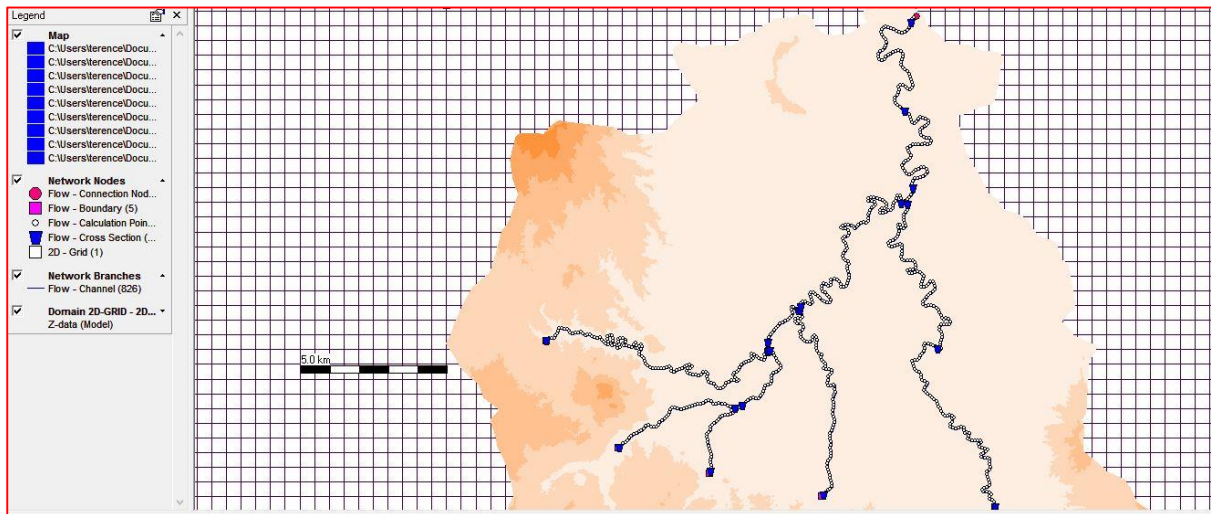 Legend
Map
C:\Users\terence\Docu...
C:\Users\terence\Docu...
C:\Users\terence\Docu...
C:\Users\terence\Docu...
C:\Users\terence\Docu...
C:\Users\terence\Docu...
C:\Users\terence\Docu...
C:\Users\terence\Docu...
C:\Users\terence\Docu...
Network Nodes
Flow - Connection Nod...
Flow - Boundary (5)
Flow - Calculation Poin...
Flow - Cross Section (...
2D - Grid (1)
Network Branches
Flow - Channel (826)
Domain 2D-GRID - 2D...
Z-data (Model)
5.0 km